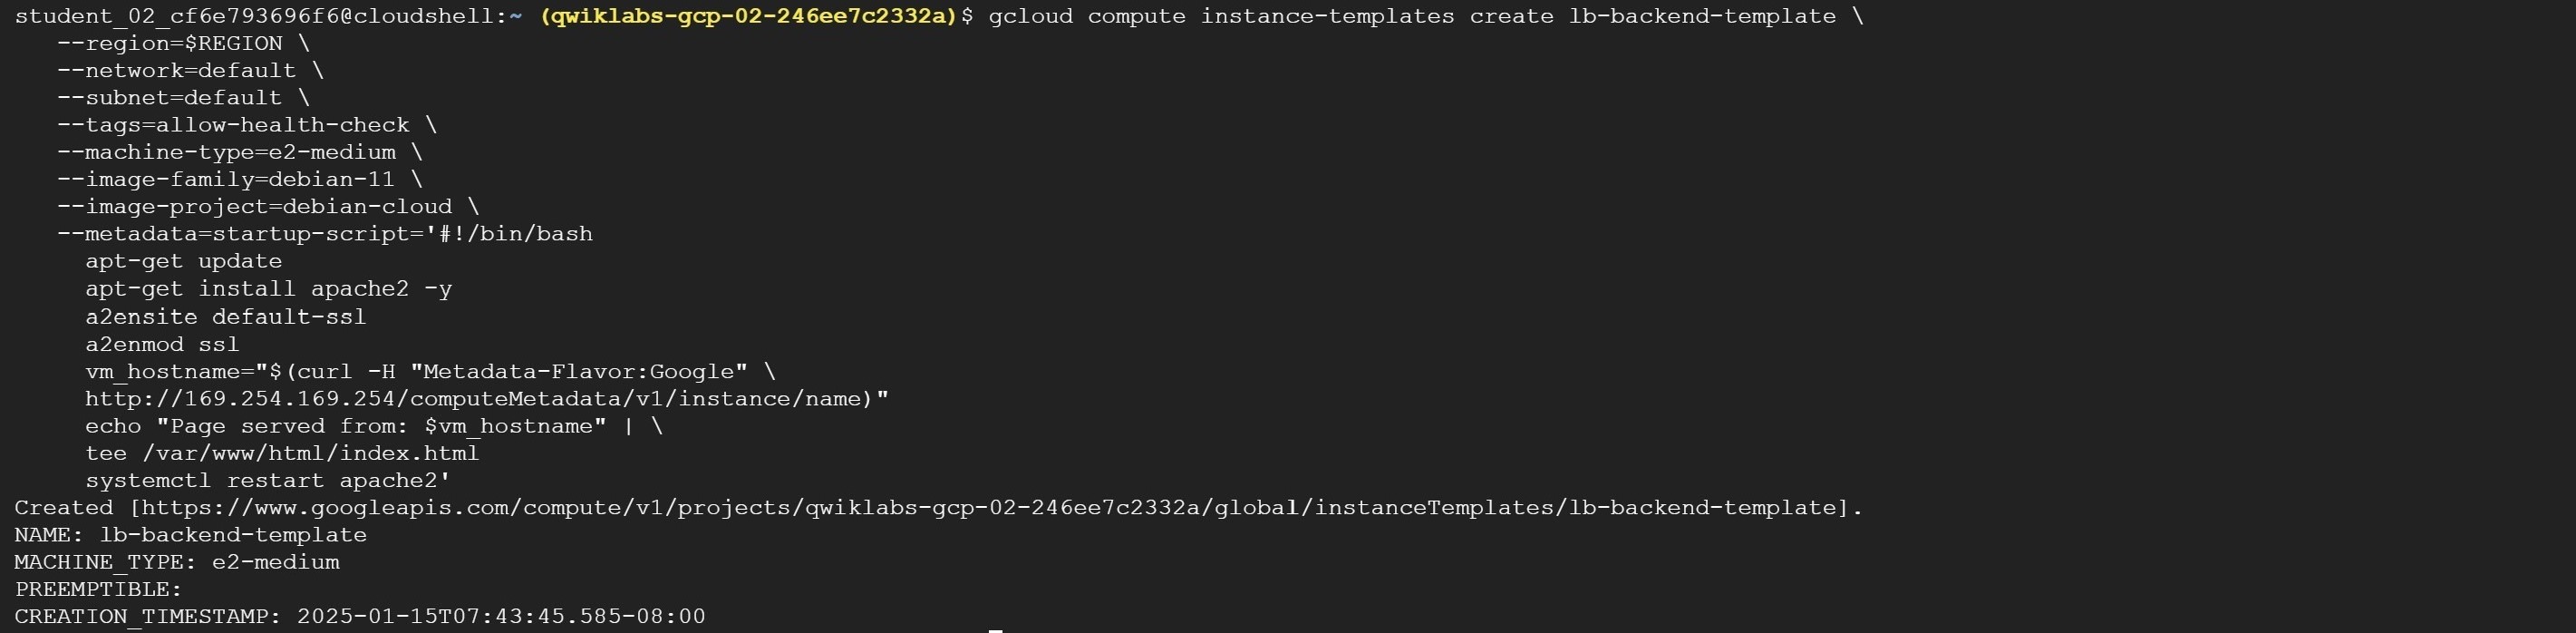 student_02_cf6e793696f6@cloudshell:~ (qwiklabs-gcp-02-246ee7c2332a)$ gcloud compute instance-templates create lb-backend-template \
   --region=$REGION \
   --network=default \
   --subnet=default \
   --tags=allow-health-check \
   --machine-type=e2-medium \
   --image-family=debian-11 \
   --image-project=debian-cloud \
   --metadata=startup-script='#!/bin/bash
     apt-get update
     apt-get install apache2 -y
     a2ensite default-ssl
     a2enmod ssl
     vm_hostname="$(curl -H "Metadata-Flavor:Google" \
     http://169.254.169.254/computeMetadata/v1/instance/name)"
     echo "Page served from: $vm_hostname" | \
     tee /var/www/html/index.html
     systemctl restart apache2'
Created [https://www.googleapis.com/compute/v1/projects/qwiklabs-gcp-02-246ee7c2332a/global/instanceTemplates/lb-backend-template].
NAME: lb-backend-template
MACHINE_TYPE: e2-medium
PREEMPTIBLE:
CREATION_TIMESTAMP: 2025-01-15T07:43:45.585-08:00